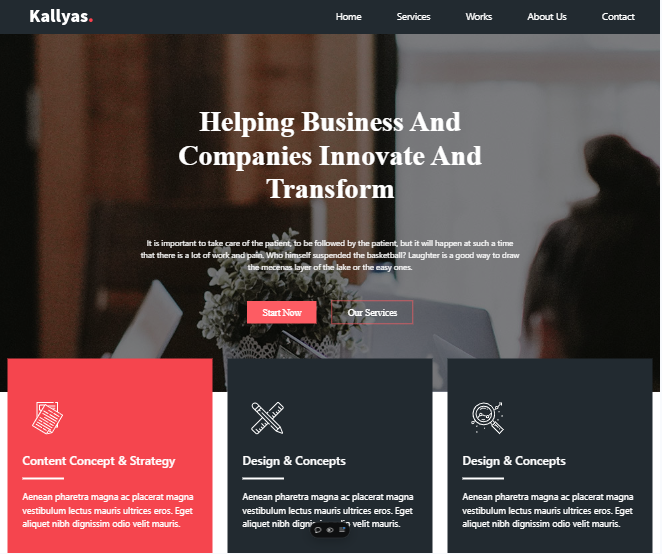 Kallyas.
Home Services Works About Us Contact
Helping Business And
Companies Innovate And
Transform
It is important to take care of the patient, to be followed by the patient, but it will happen at such a time
that there is a lot of work and pain. Who himself suspended the basketball? Laughter is a good way to draw
the mecenas layer of the lake or the easy ones.
Start Now
Our Services
Content Concept & Strategy
Aenean pharetra magna ac placerat magna
vestibulum lectus mauris ultrices eros. Eget
aliquet nibh dignissim odio velit mauris.
Design & Concepts
Aenean pharetra magna ac placerat magna
vestibulum lectus mauris ultrices eros. Eget
aliquet nibh velit mauris.
Design & Concepts
Aenean pharetra magna ac placerat magna
vestibulum lectus mauris ultrices eros. Eget
aliquet nibh dignissim odio velit mauris.